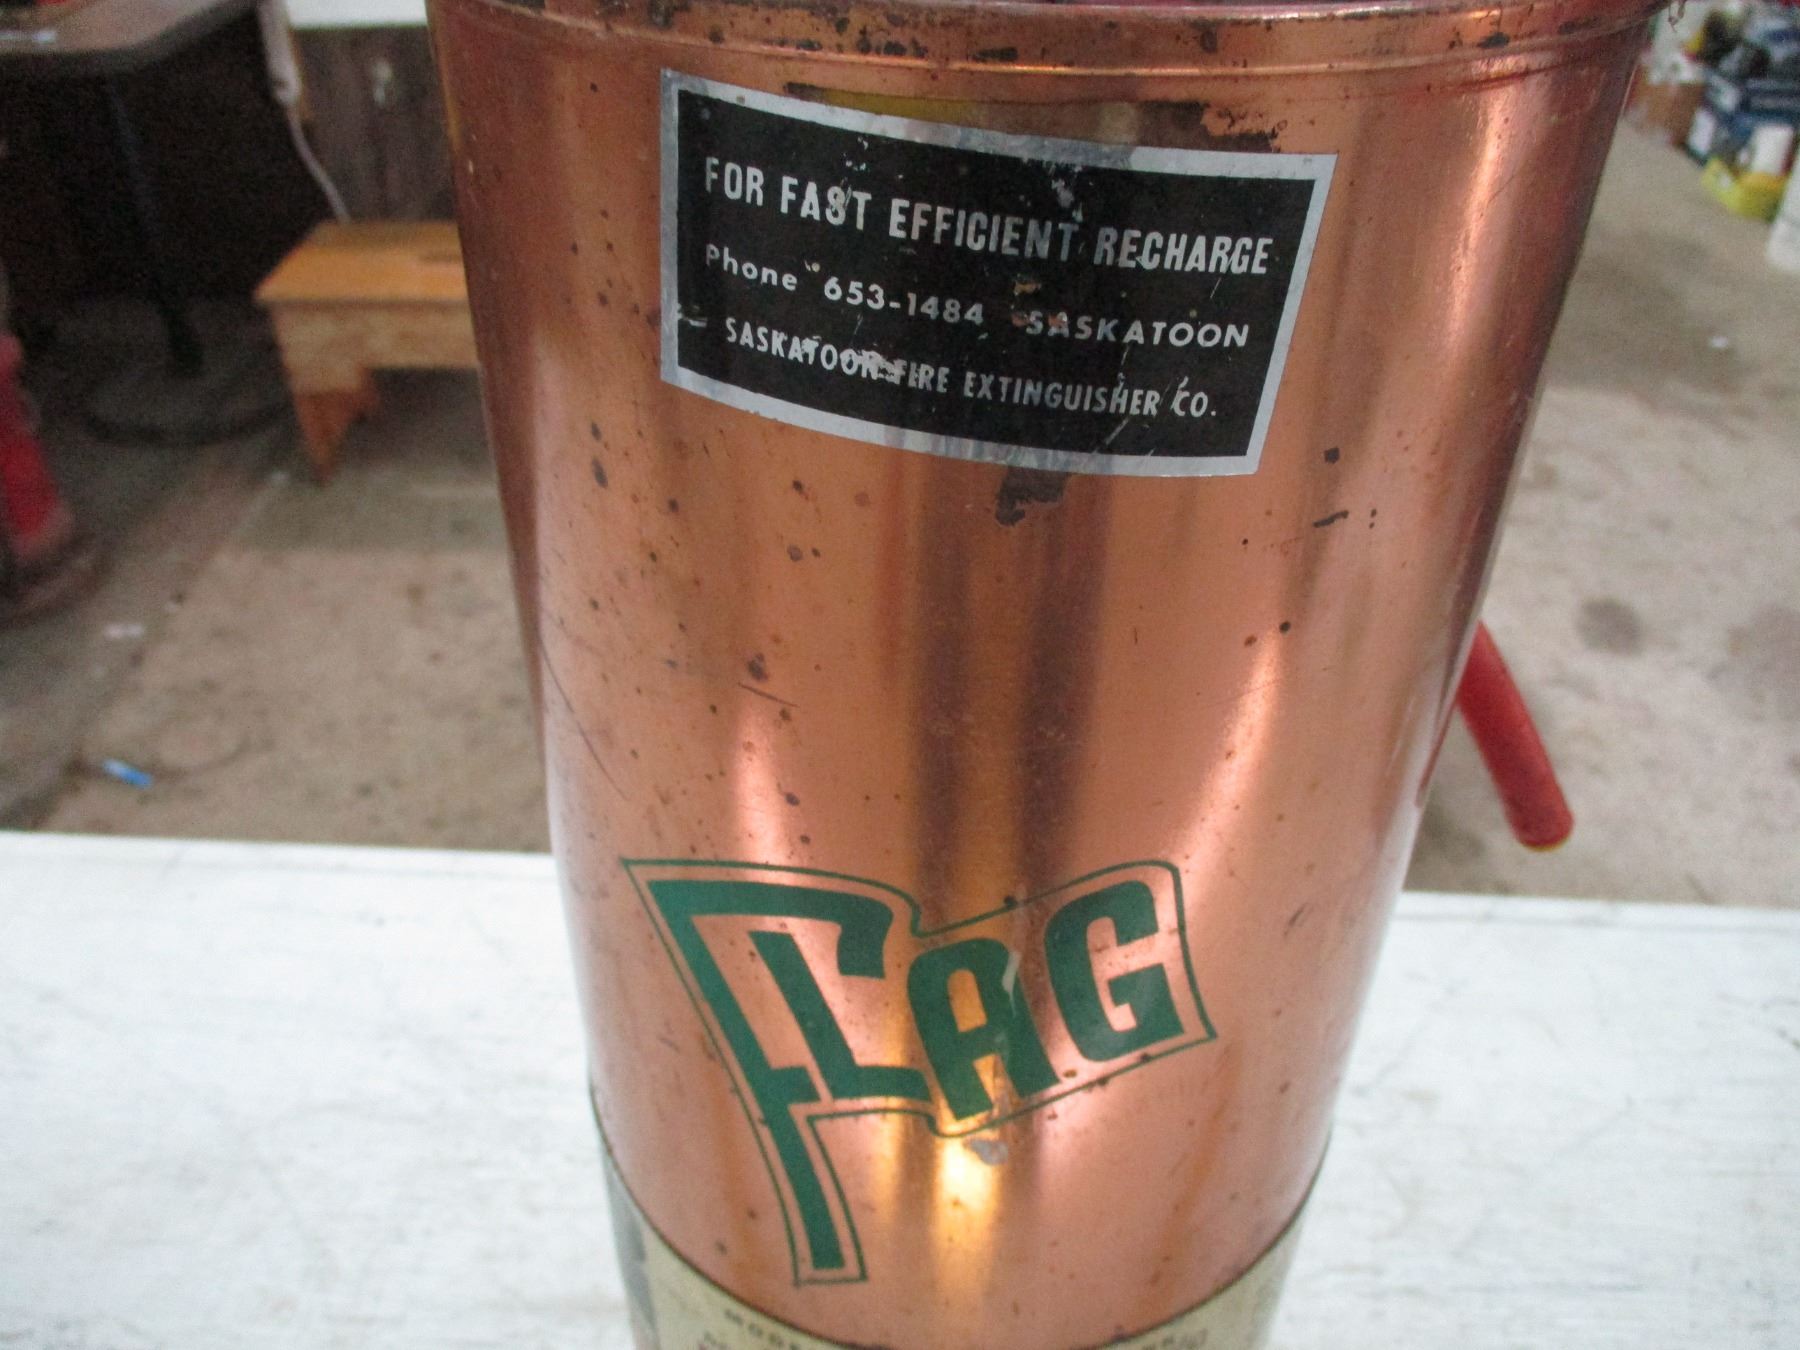 FOR FAST EFFICIENT RECHARGE
Phone 653-1484 SASKATOON
SASKATOON FIRE EXTINGUISHER CO.
FLAG